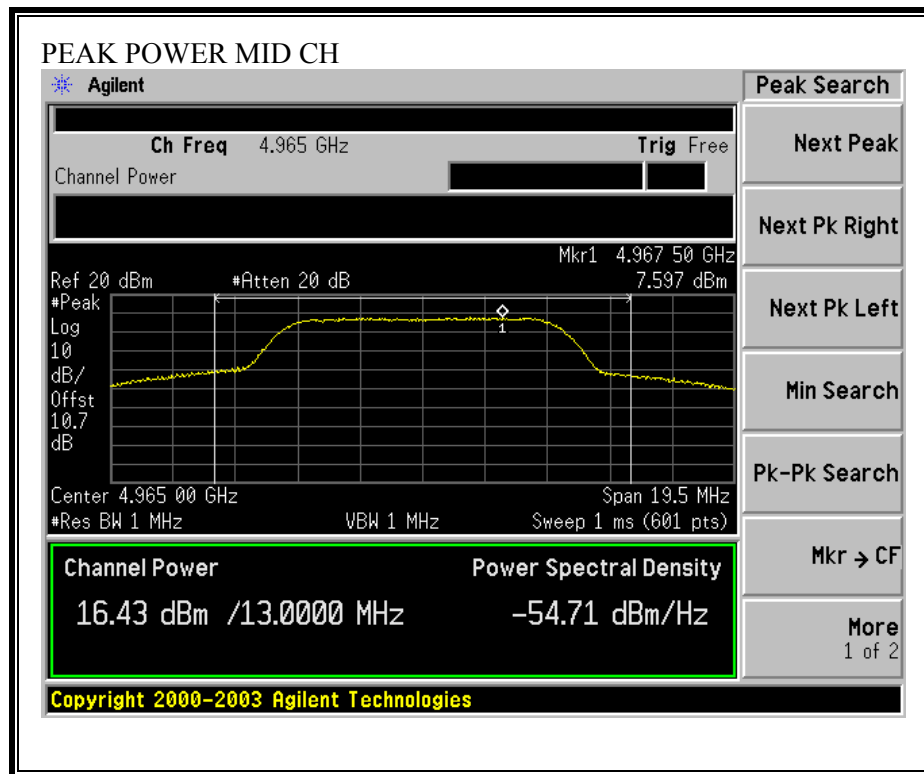 PEAK POWER MID CH
Agilent
Peak Search
Ch Freq 4.965 GHz Trig Free
Channel Power
Next Peak
Next Pk Right
Mkr1 4.967 50 GHz
Ref 20 dBm #Atten 20 dB 7.597 dBm
#Peak
Log
10
dB/
Offst
10.7
dB
1
Next Pk Left
Min Search
Pk-Pk Search
Center 4.965 00 GHz Span 19.5 MHz
#Res BW 1 MHz VBW 1 MHz Sweep 1 ms (601 pts)
Channel Power Power Spectral Density
16.43 dBm /13.0000 MHz -54.71 dBm/Hz
Mkr → CF
More
1 of 2
Copyright 2000-2003 Agilent Technologies